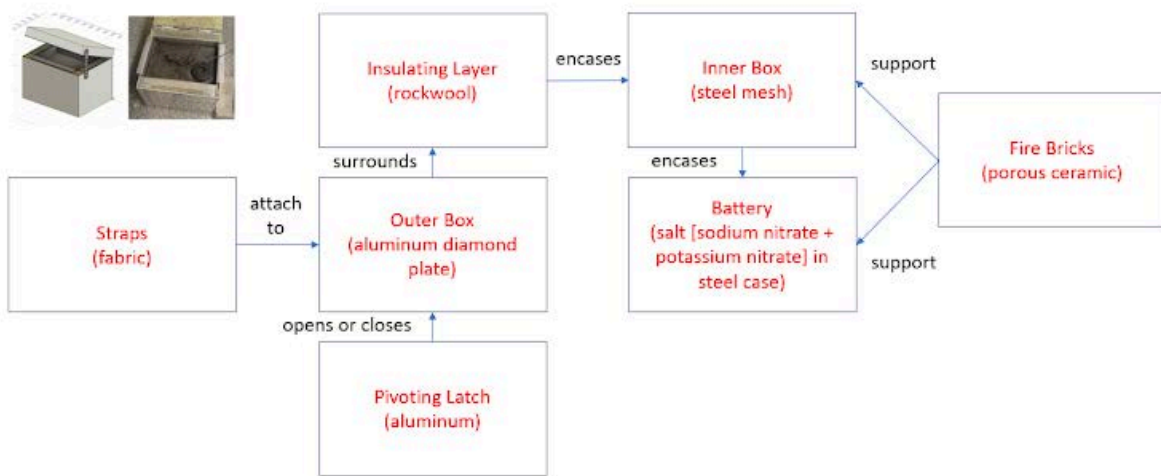 Insulating Layer
(rockwool)
encases
Inner Box
(steel mesh)
support
surrounds
encases
Fire Bricks
(porous ceramic)
Straps
(fabric)
attach
to
Outer Box
(aluminum diamond
plate)
Battery
(salt [sodium nitrate +
potassium nitrate] in
steel case)
support
opens or closes
Pivoting Latch
(aluminum)